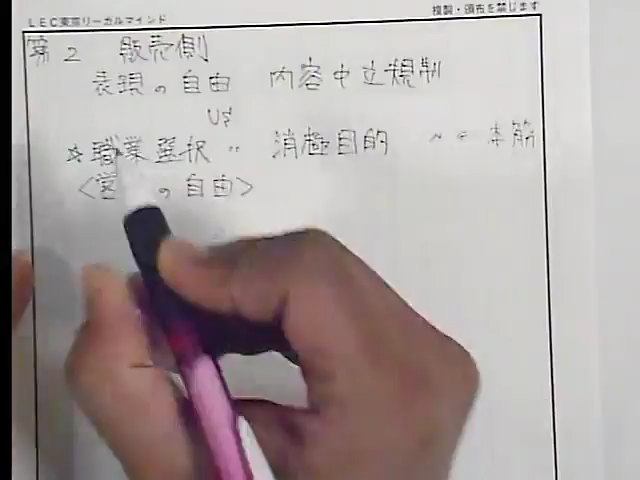 LEC東京リーガルマインド 複製・頒布を禁じます
第2 販売側
表現の自由 内容中立規制
VS
☆職業選択〃 消極目的 〃 本筋
<営 の自由>